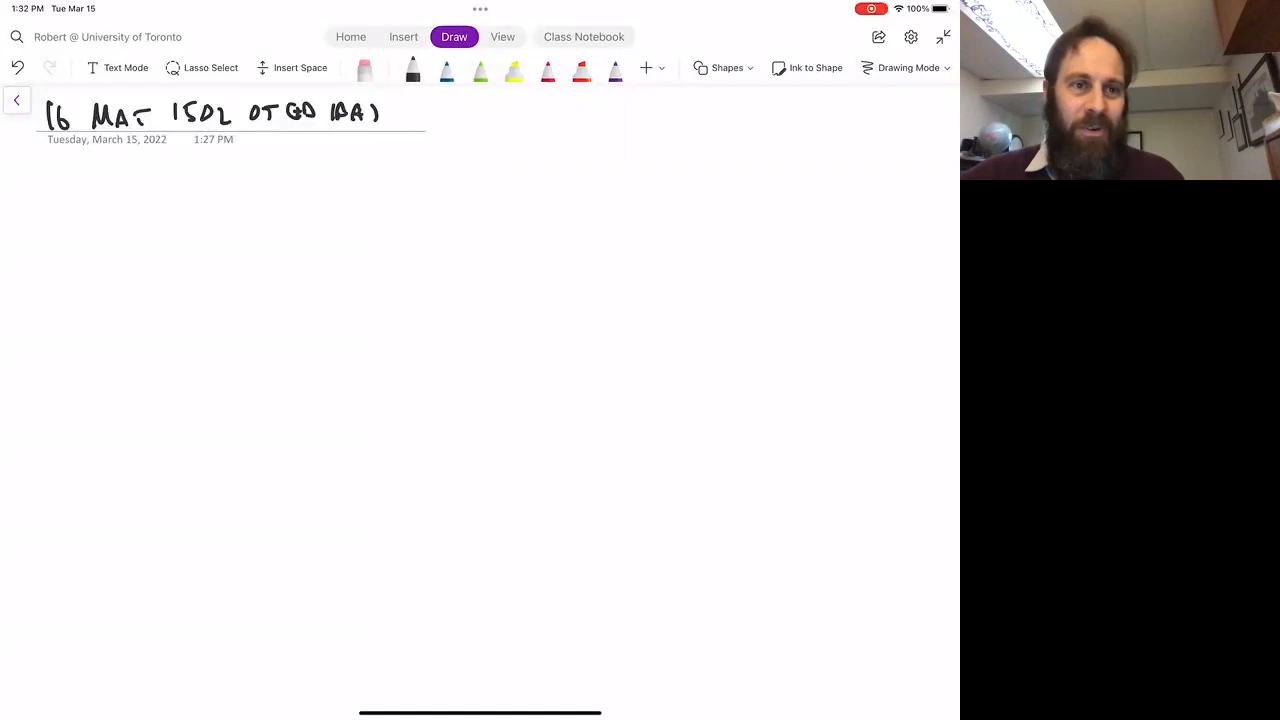 1:32 PM Tue Mar 15
100%
Robert @ University of Toronto
Home Insert Draw View Class Notebook
Text Mode Lasso Select Insert Space Shapes Ink to Shape Drawing Mode
16 MAT 1502 OTGD
Tuesday, March 15, 2022 1:27 PM